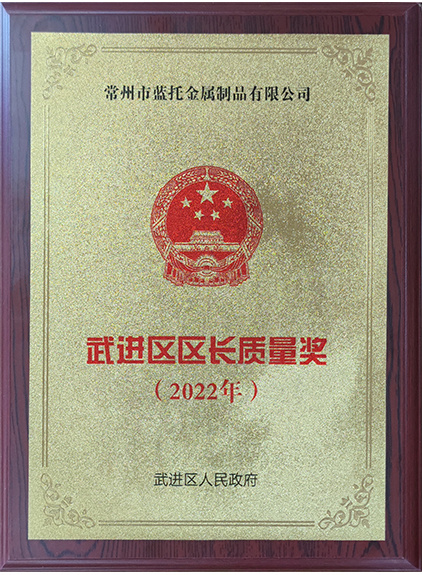 常州市蓝托金属制品有限公司
武进区区长质量奖
（2022年）
武进区人民政府